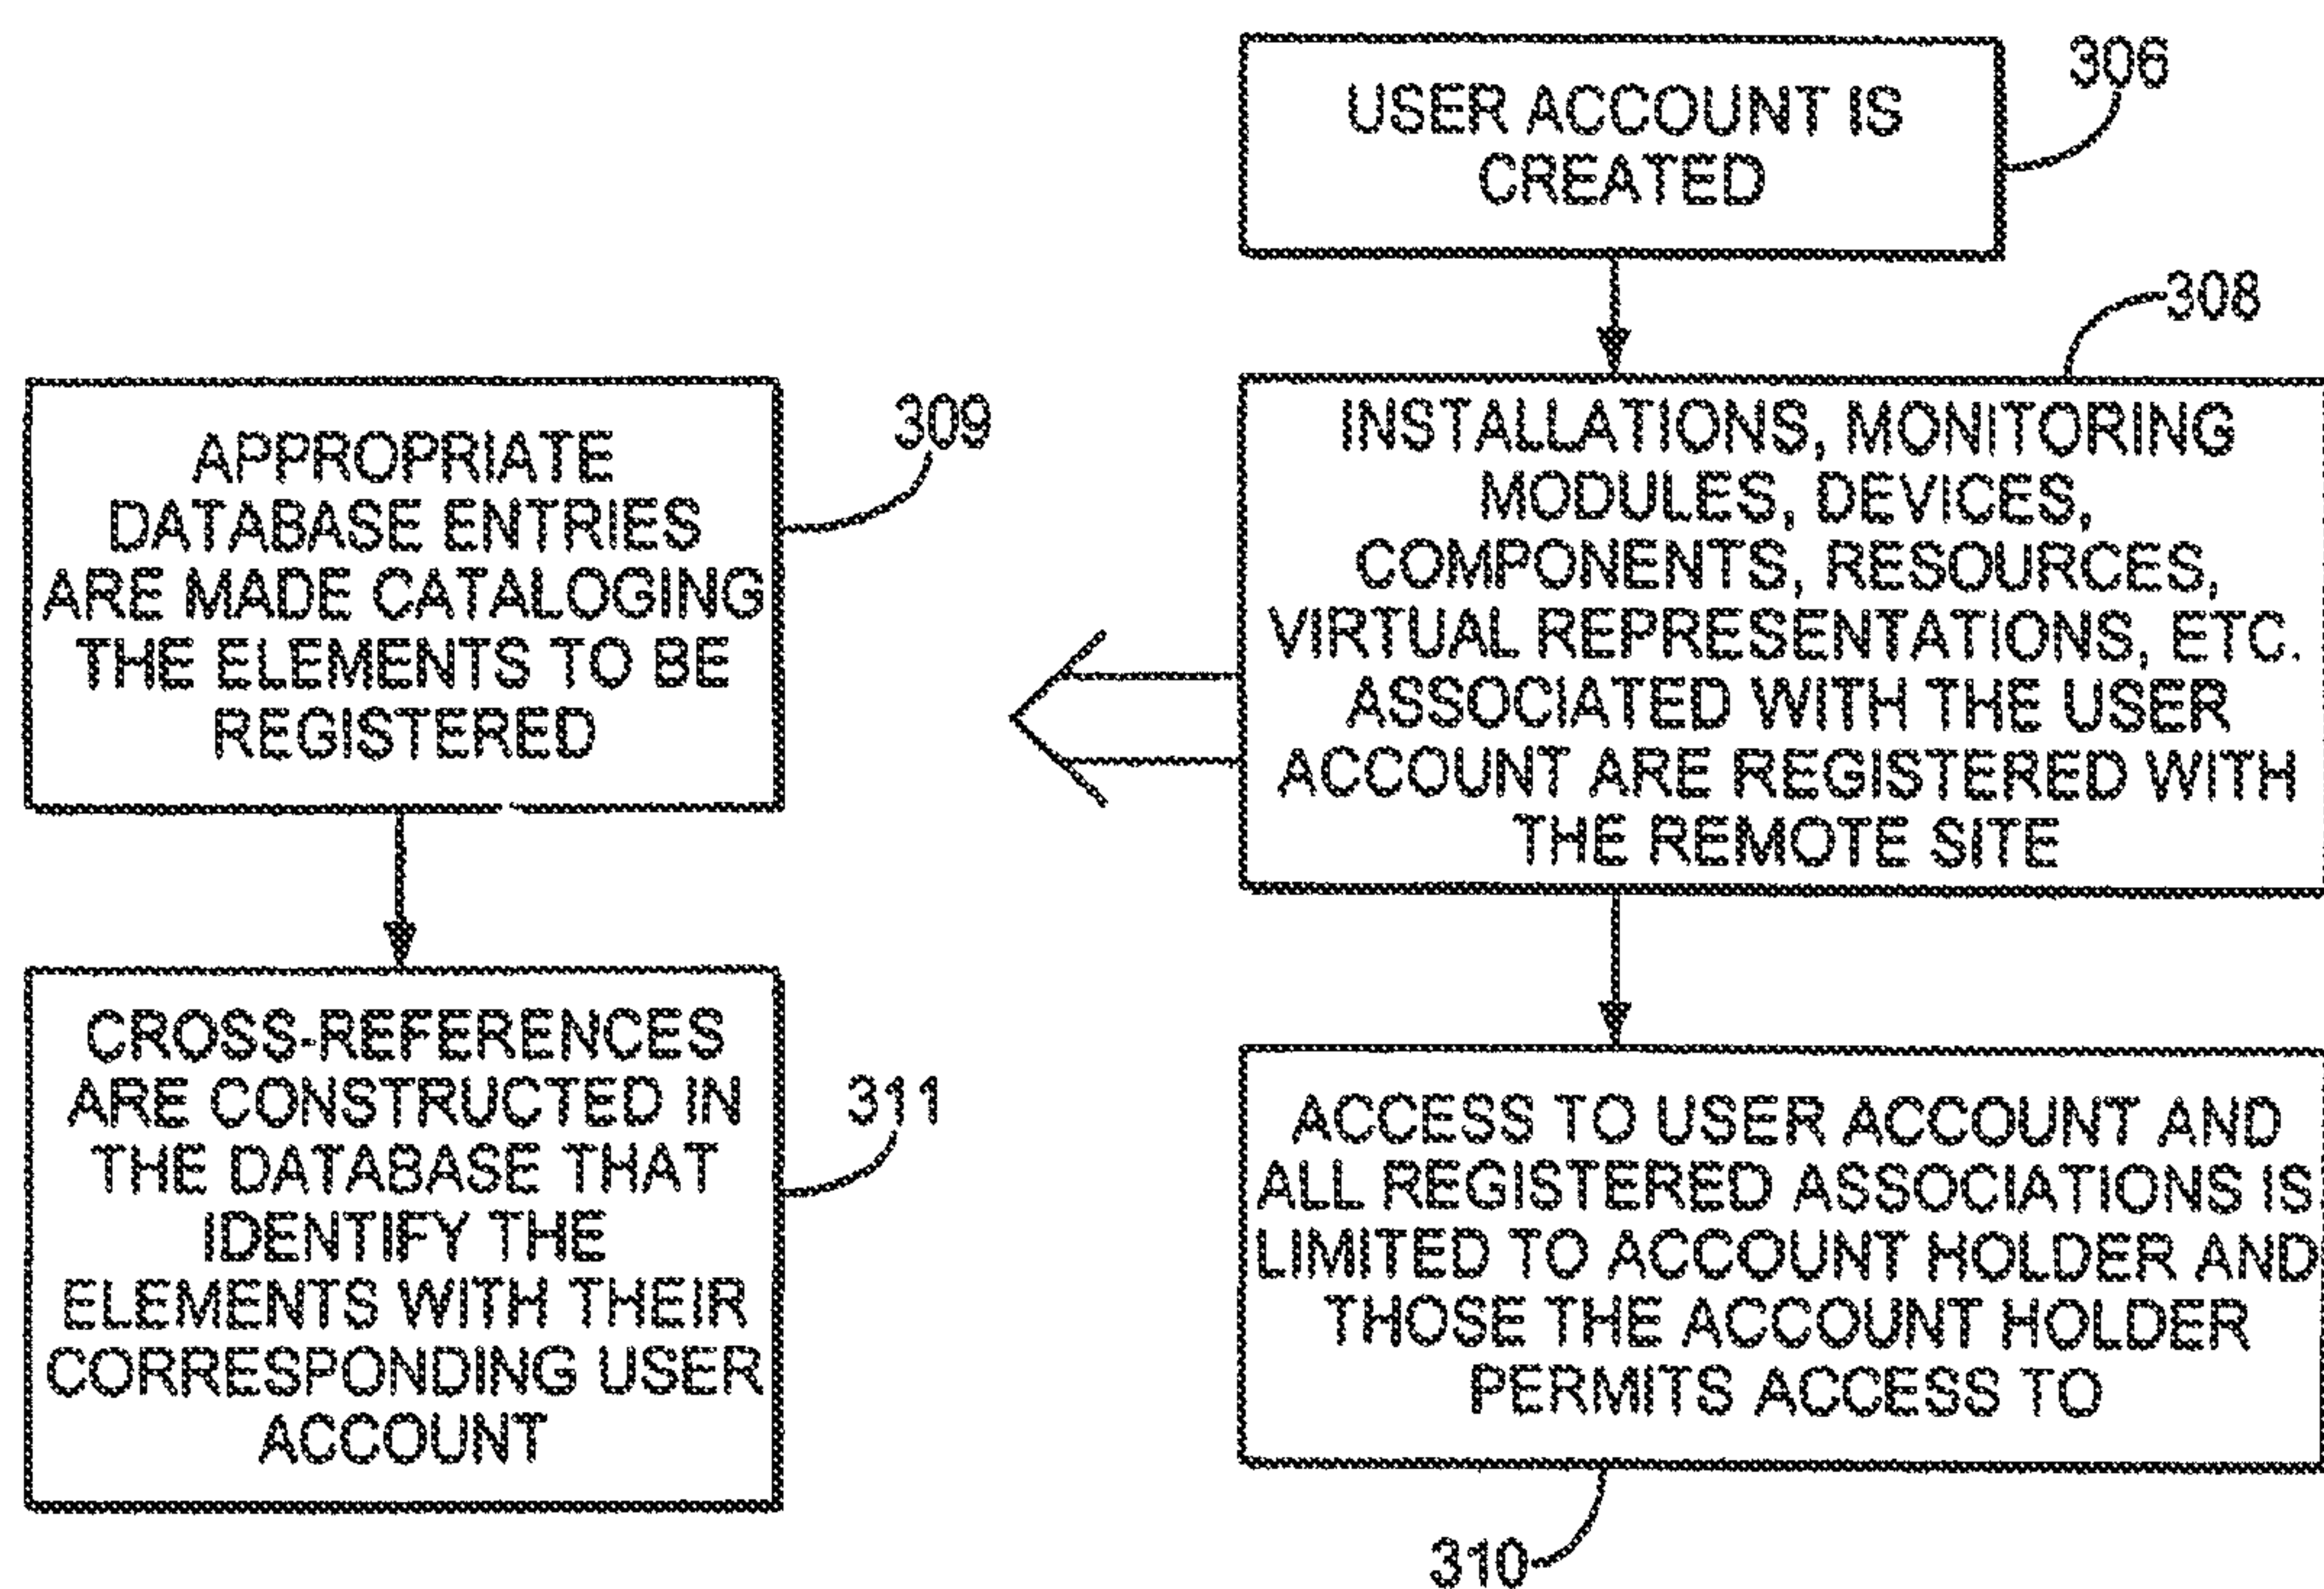 USER ACCOUNT IS
CREATED
306
INSTALLATIONS, MONITORING
MODULES, DEVICES,
COMPONENTS, RESOURCES,
VIRTUAL REPRESENTATIONS, ETC.
ASSOCIATED WITH THE USER
ACCOUNT ARE REGISTERED WITH
THE REMOTE SITE
308
APPROPRIATE
DATABASE ENTRIES
ARE MADE CATALOGING
THE ELEMENTS TO BE
REGISTERED
309
CROSS-REFERENCES
ARE CONSTRUCTED IN
THE DATABASE THAT
IDENTIFY THE
ELEMENTS WITH THEIR
CORRESPONDING USER
ACCOUNT
311
ACCESS TO USER ACCOUNT AND
ALL REGISTERED ASSOCIATIONS IS
LIMITED TO ACCOUNT HOLDER AND
THOSE THE ACCOUNT HOLDER
PERMITS ACCESS TO
310